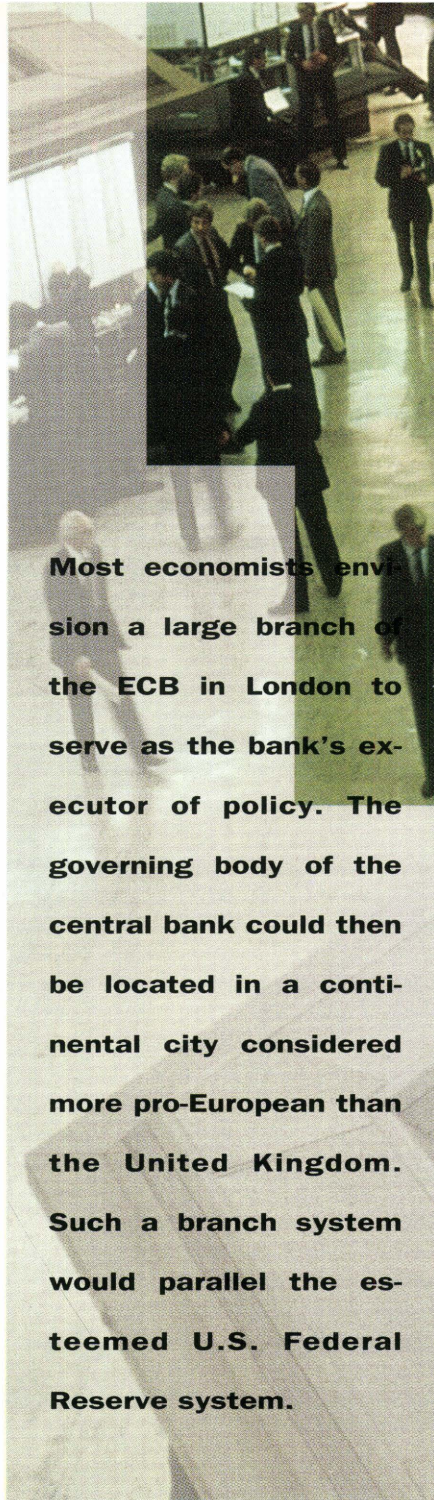 Most economists envi-
sion a large branch of
the ECB in London to
serve as the bank's ex-
ecutor of policy. The
governing body of the
central bank could then
be located in a conti-
nental city considered
more pro-European than
the United Kingdom.
Such a branch system
would parallel the es-
teemed U.S. Federal
Reserve system.